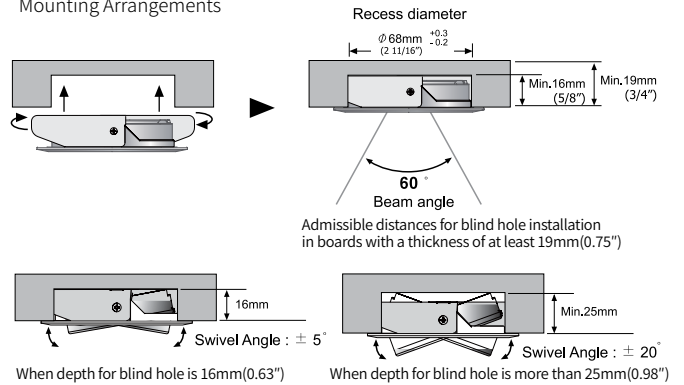 Mounting Arrangements
Recess diameter
Φ68mm +0.3 -0.2
(2 11/16″)
Min.16mm
(5/8″)
Min.19mm
(3/4″)
60°
Beam angle
Admissible distances for blind hole installation
in boards with a thickness of at least 19mm(0.75″)
16mm
Swivel Angle : ± 5°
When depth for blind hole is 16mm(0.63″)
Min.25mm
Swivel Angle : ± 20°
When depth for blind hole is more than 25mm(0.98″)